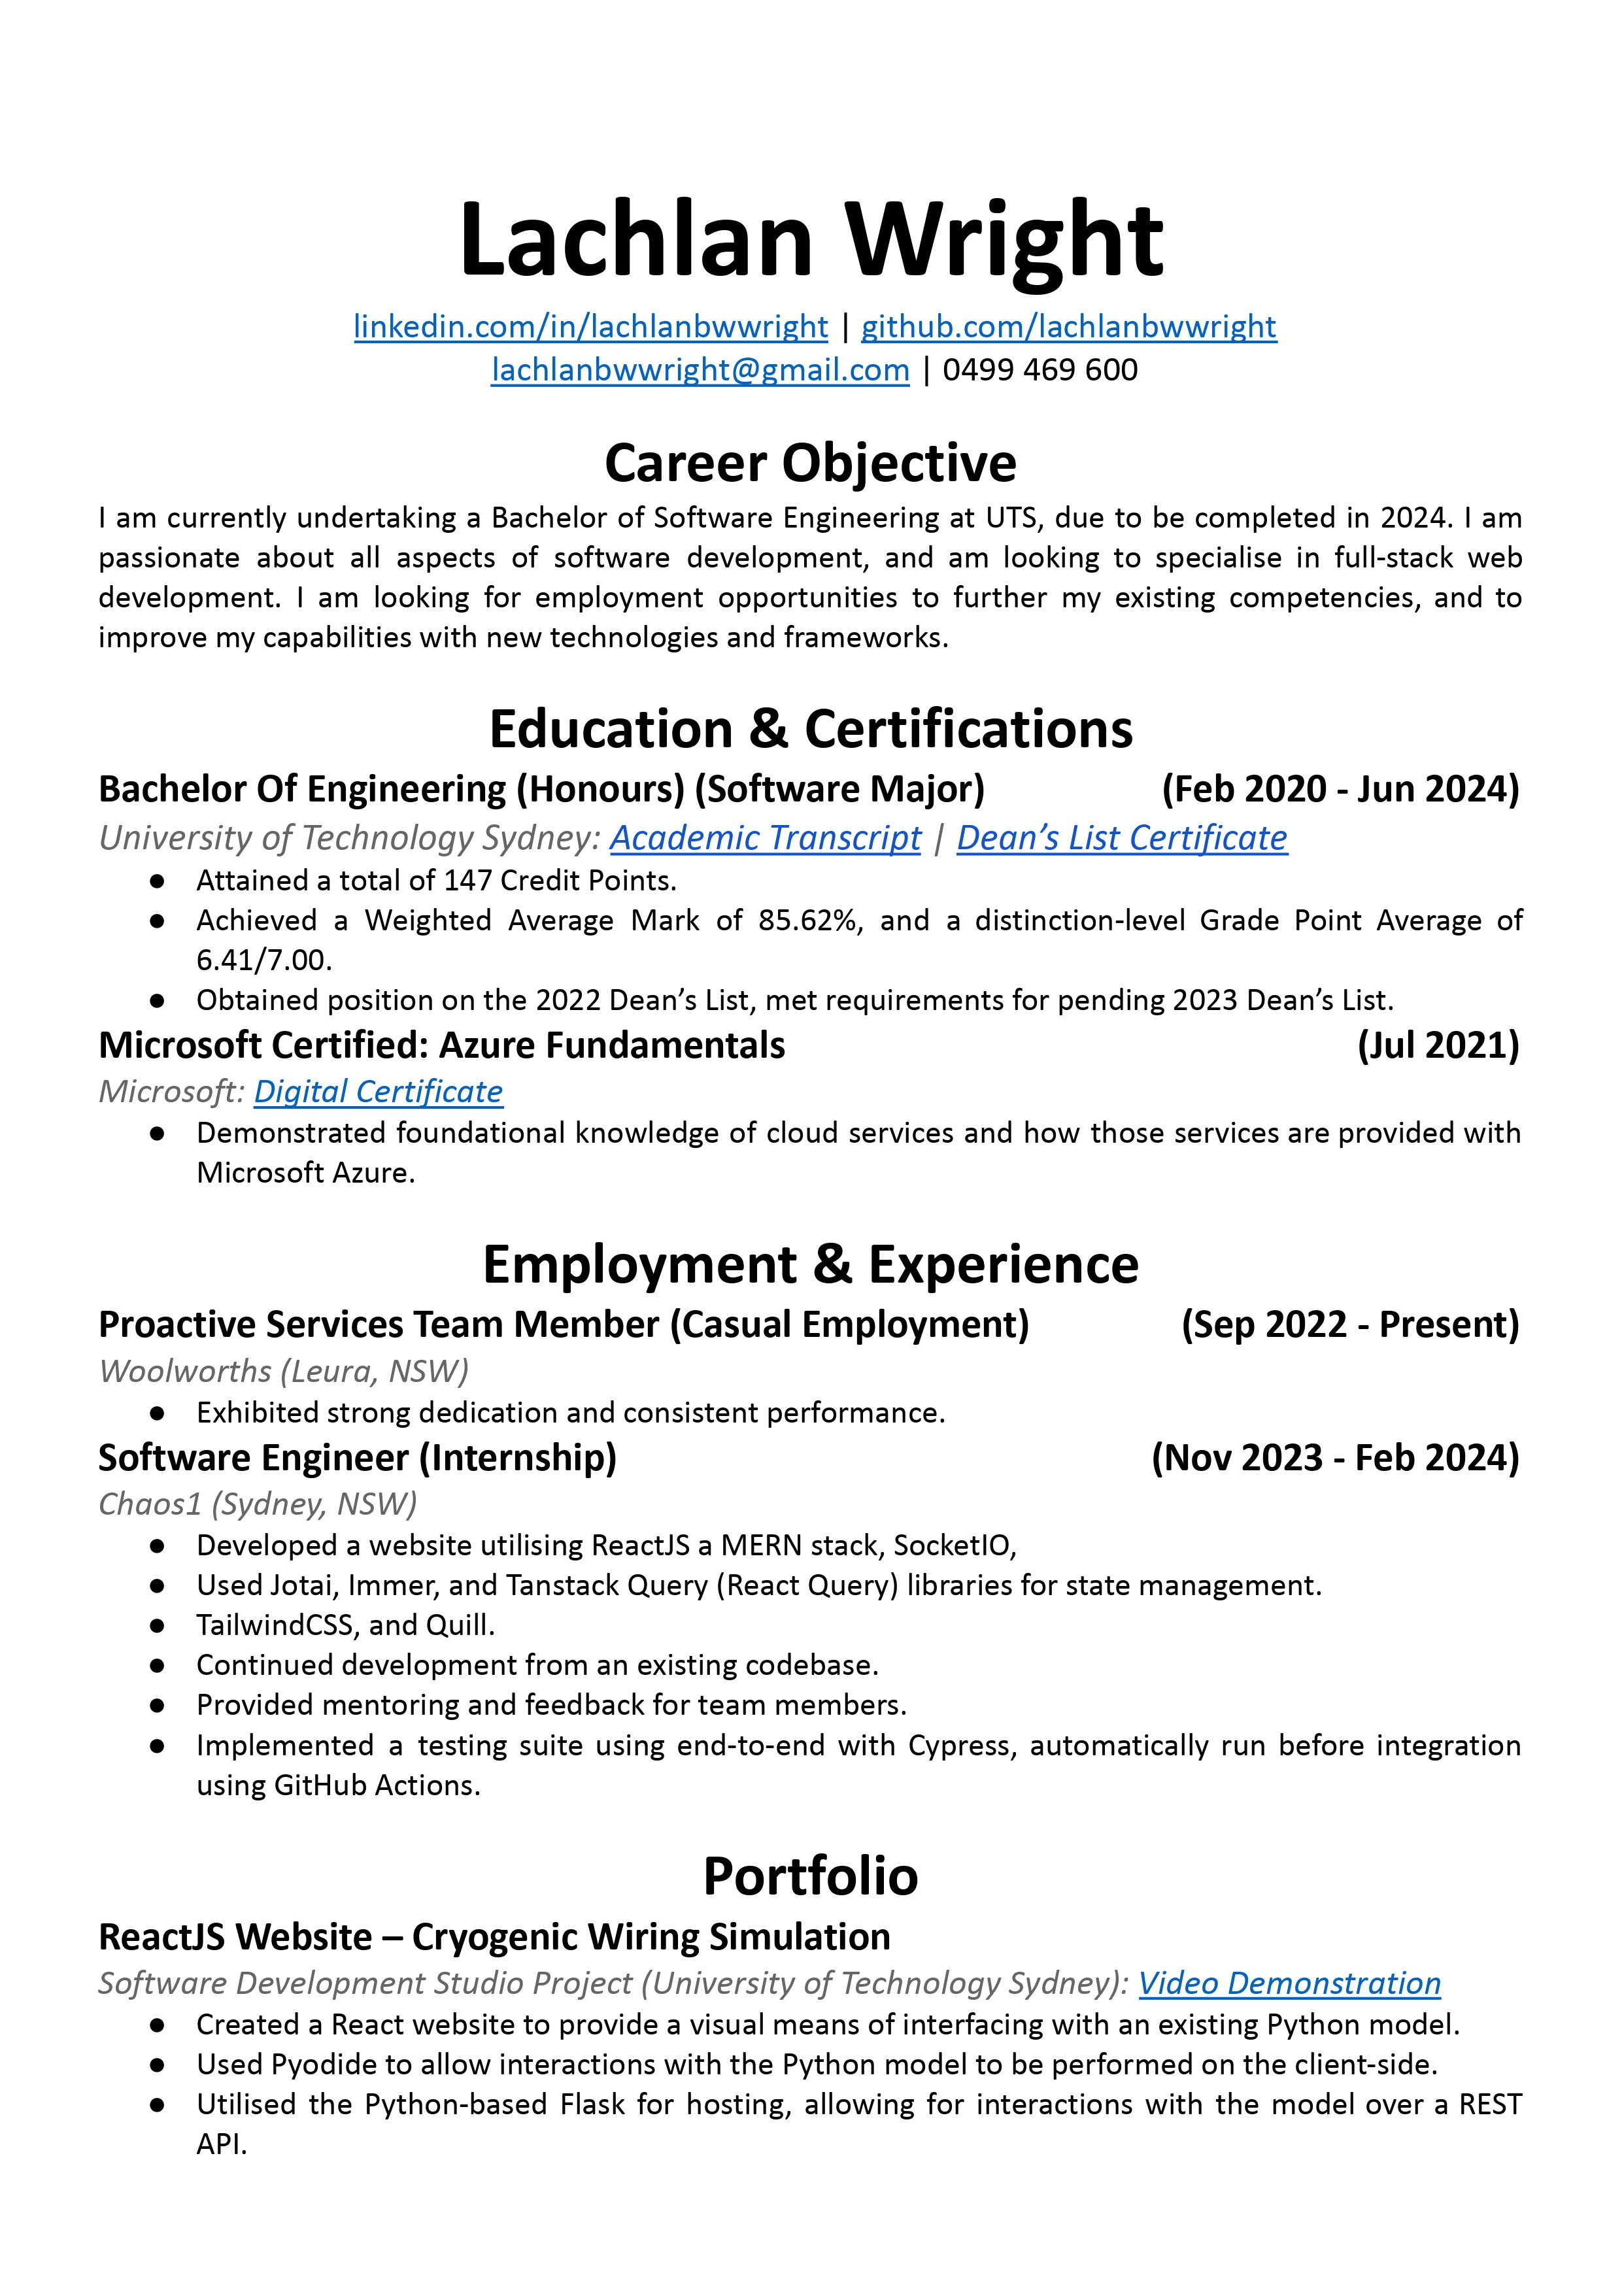 Lachlan Wright
linkedin.com/in/lachlanbwwright | github.com/lachlanbwwright
lachlanbwwright@gmail.com | 0499 469 600
Career Objective
I am currently undertaking a Bachelor of Software Engineering at UTS, due to be completed in 2024. I am
passionate about all aspects of software development, and am looking to specialise in full-stack web
development. I am looking for employment opportunities to further my existing competencies, and to
improve my capabilities with new technologies and frameworks.
Education & Certifications
Bachelor Of Engineering (Honours) (Software Major) (Feb 2020 - Jun 2024)
University of Technology Sydney: Academic Transcript | Dean’s List Certificate
● Attained a total of 147 Credit Points.
● Achieved a Weighted Average Mark of 85.62%, and a distinction-level Grade Point Average of
6.41/7.00.
● Obtained position on the 2022 Dean’s List, met requirements for pending 2023 Dean’s List.
Microsoft Certified: Azure Fundamentals (Jul 2021)
Microsoft: Digital Certificate
● Demonstrated foundational knowledge of cloud services and how those services are provided with
Microsoft Azure.
Employment & Experience
Proactive Services Team Member (Casual Employment) (Sep 2022 - Present)
Woolworths (Leura, NSW)
● Exhibited strong dedication and consistent performance.
Software Engineer (Internship) (Nov 2023 - Feb 2024)
Chaos1 (Sydney, NSW)
● Developed a website utilising ReactJS a MERN stack, SocketIO,
● Used Jotai, Immer, and Tanstack Query (React Query) libraries for state management.
● TailwindCSS, and Quill.
● Continued development from an existing codebase.
● Provided mentoring and feedback for team members.
● Implemented a testing suite using end-to-end with Cypress, automatically run before integration
using GitHub Actions.
Portfolio
ReactJS Website – Cryogenic Wiring Simulation
Software Development Studio Project (University of Technology Sydney): Video Demonstration
● Created a React website to provide a visual means of interfacing with an existing Python model.
● Used Pyodide to allow interactions with the Python model to be performed on the client-side.
● Utilised the Python-based Flask for hosting, allowing for interactions with the model over a REST
API.